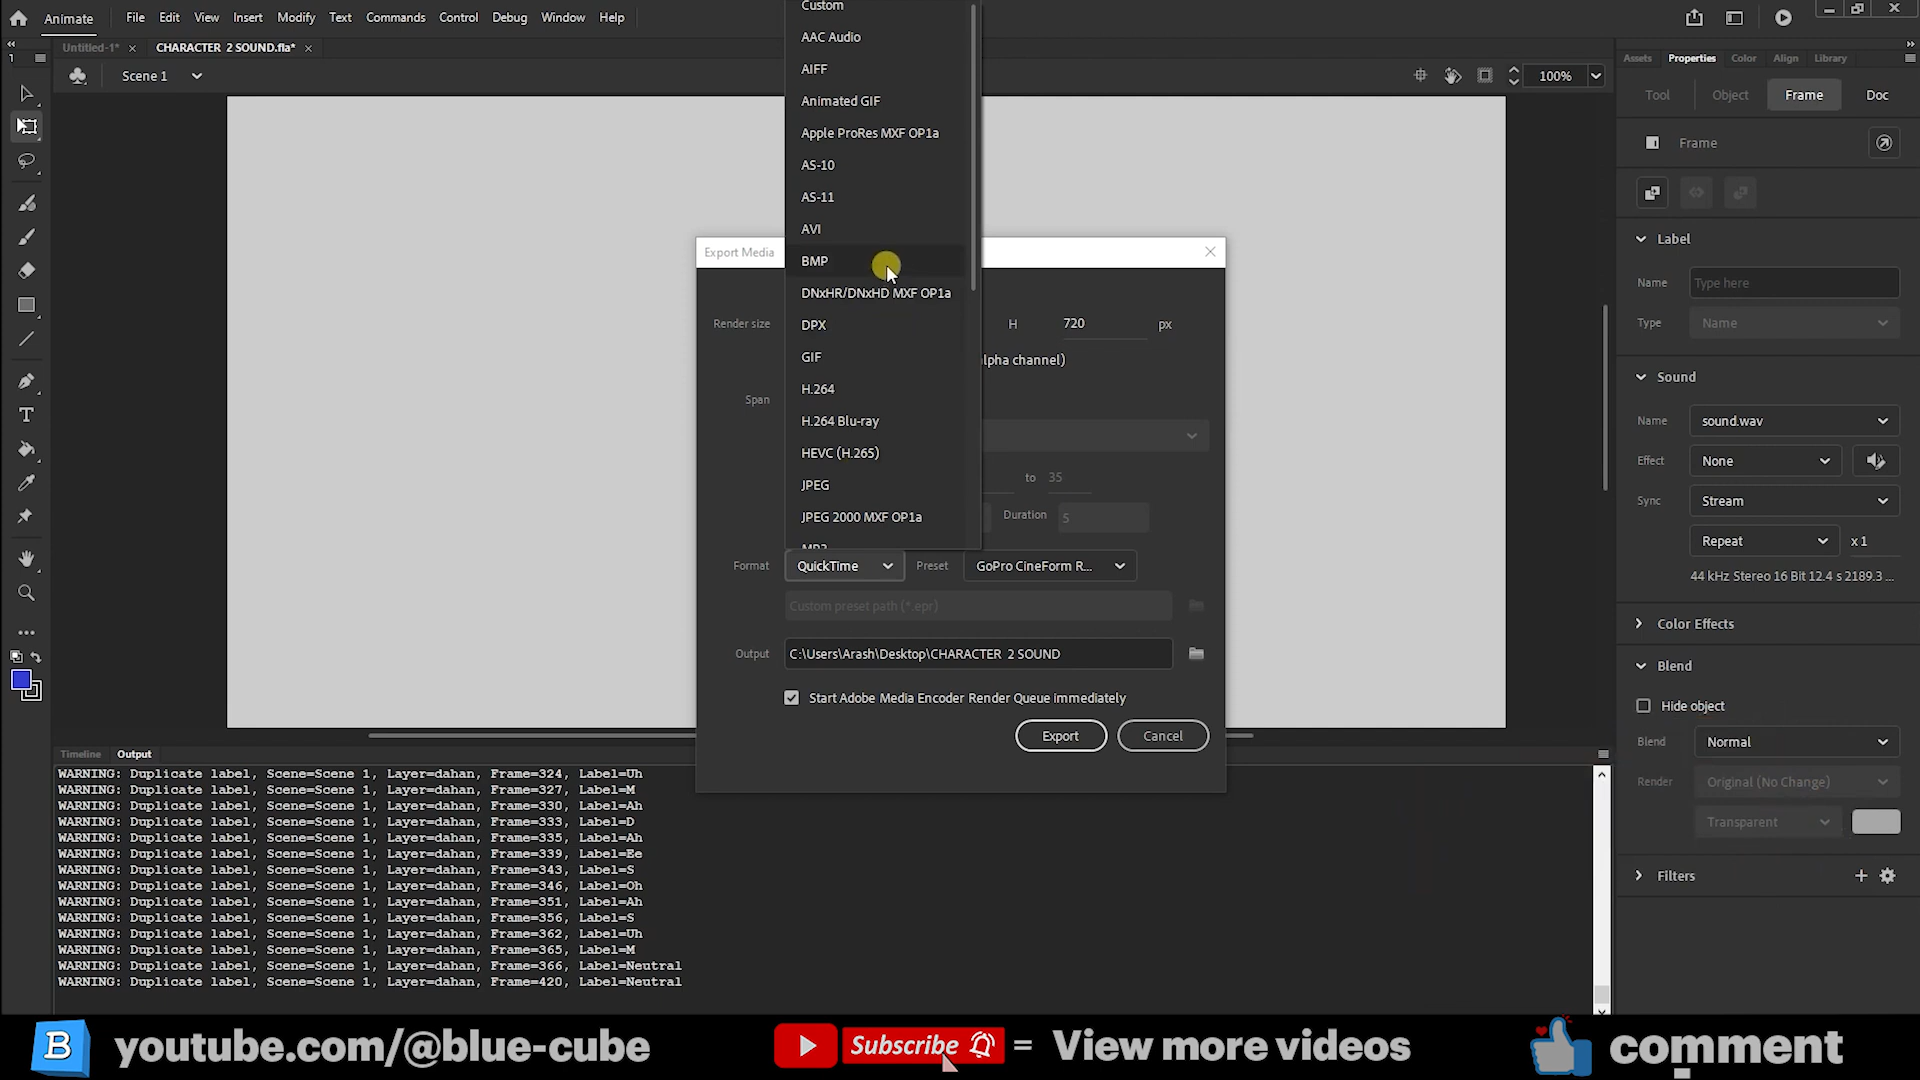 Animate
File Edit View Insert Modify Text Commands Control Debug Window Help
Untitled-1* ×
CHARACTER 2 SOUND.fla* ×
1
Scene 1
100%
Assets Properties Color Align Library
Tool Object Frame Doc
Frame
Label
Name Type here
Type Name
Sound
Name sound.wav
Effect None
Sync Stream
Repeat x 1
44 kHz Stereo 16 Bit 12.4 s 2189.3 ...
Color Effects
Blend
Hide object
Blend Normal
Render Original (No Change)
Transparent
Filters
Custom
AAC Audio
AIFF
Animated GIF
Apple ProRes MXF OP1a
AS-10
AS-11
AVI
BMP
DNxHR/DNxHD MXF OP1a
DPX
GIF
H.264
H.264 Blu-ray
HEVC (H.265)
JPEG
JPEG 2000 MXF OP1a
MP3
Export Media
Render size H 720 px
lpha channel)
Span
to 35
Duration 5
Format QuickTime Preset GoPro CineForm R...
Custom preset path (*.epr)
Output C:\Users\Arash\Desktop\CHARACTER 2 SOUND
Start Adobe Media Encoder Render Queue immediately
Export Cancel
Timeline Output
WARNING: Duplicate label, Scene=Scene 1, Layer=dahan, Frame=324, Label=Uh
WARNING: Duplicate label, Scene=Scene 1, Layer=dahan, Frame=327, Label=M
WARNING: Duplicate label, Scene=Scene 1, Layer=dahan, Frame=330, Label=Ah
WARNING: Duplicate label, Scene=Scene 1, Layer=dahan, Frame=333, Label=D
WARNING: Duplicate label, Scene=Scene 1, Layer=dahan, Frame=335, Label=Ah
WARNING: Duplicate label, Scene=Scene 1, Layer=dahan, Frame=339, Label=Ee
WARNING: Duplicate label, Scene=Scene 1, Layer=dahan, Frame=343, Label=S
WARNING: Duplicate label, Scene=Scene 1, Layer=dahan, Frame=346, Label=Oh
WARNING: Duplicate label, Scene=Scene 1, Layer=dahan, Frame=351, Label=Ah
WARNING: Duplicate label, Scene=Scene 1, Layer=dahan, Frame=356, Label=S
WARNING: Duplicate label, Scene=Scene 1, Layer=dahan, Frame=362, Label=Uh
WARNING: Duplicate label, Scene=Scene 1, Layer=dahan, Frame=365, Label=M
WARNING: Duplicate label, Scene=Scene 1, Layer=dahan, Frame=366, Label=Neutral
WARNING: Duplicate label, Scene=Scene 1, Layer=dahan, Frame=420, Label=Neutral
B youtube.com/@blue-cube Subscribe = View more videos comment